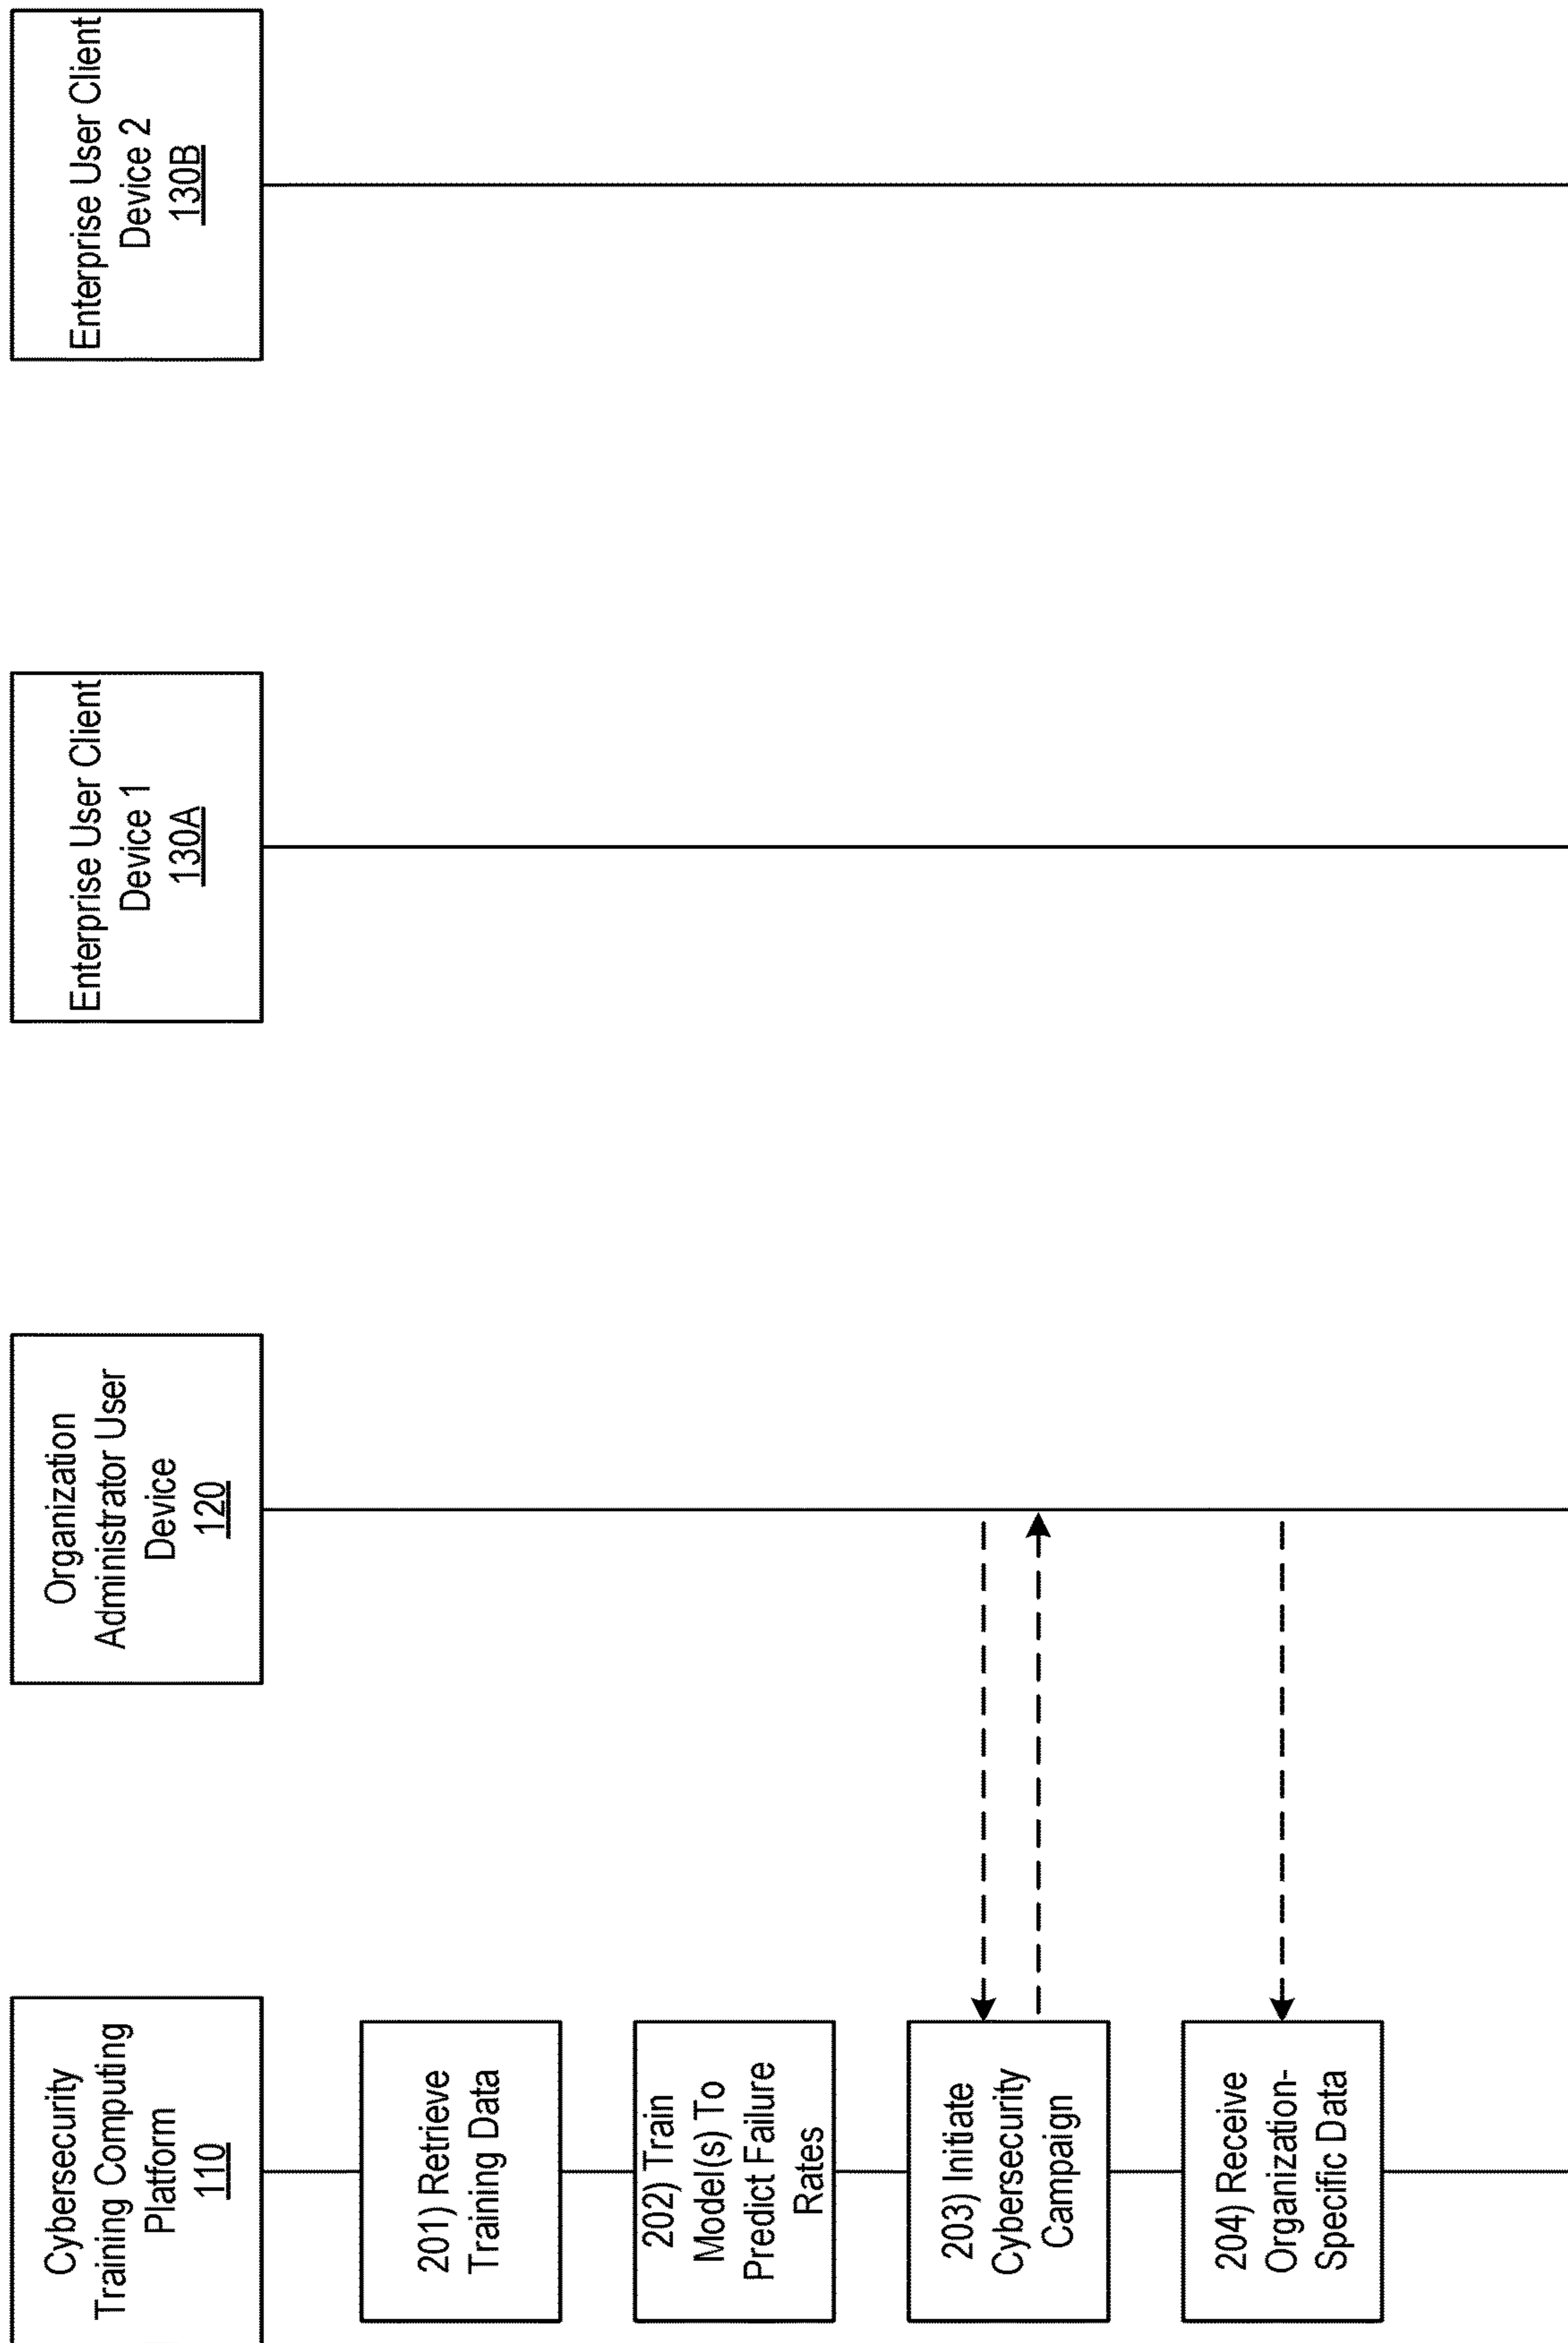 Cybersecurity
Training Computing
Platform
110
Organization
Administrator User
Device
120
Enterprise User Client
Device 1
130A
Enterprise User Client
Device 2
130B
201) Retrieve
Training Data
202) Train
Model(s) To
Predict Failure
Rates
203) Initiate
Cybersecurity
Campaign
204) Receive
Organization-
Specific Data